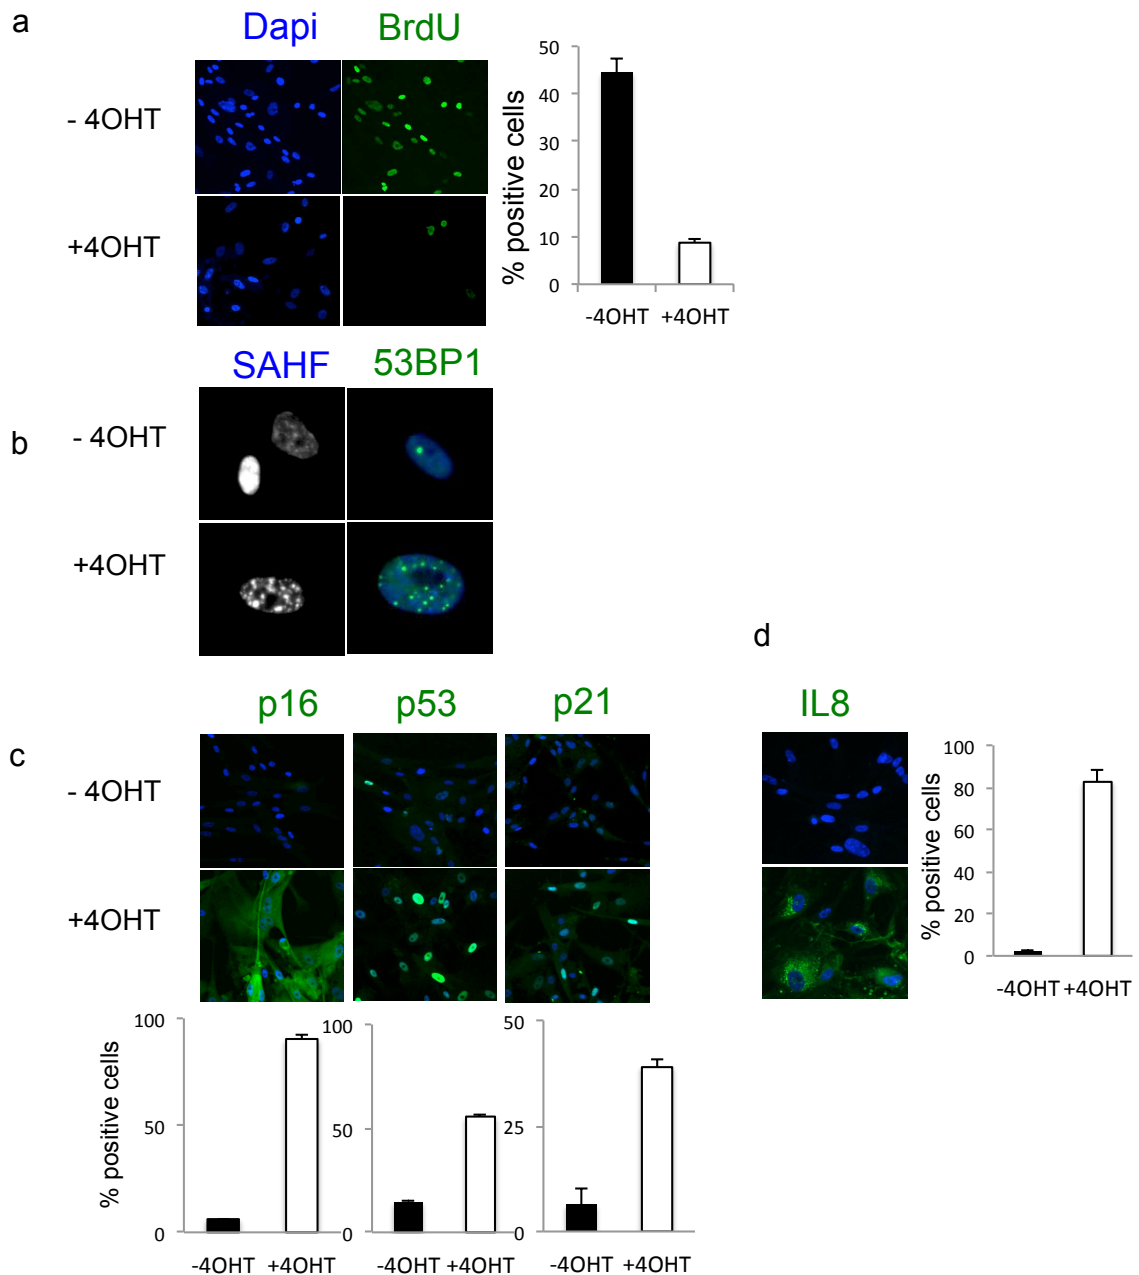 a
Dapi BrdU
- 4OHT
+4OHT
% positive cells
50
40
30
20
10
0
-4OHT +4OHT
b
SAHF 53BP1
- 4OHT
+4OHT
c
p16 p53 p21
- 4OHT
+4OHT
% positive cells
100
50
0
-4OHT +4OHT
100
50
0
-4OHT +4OHT
50
25
0
-4OHT +4OHT
d
IL8
% positive cells
100
80
60
40
20
0
-4OHT +4OHT